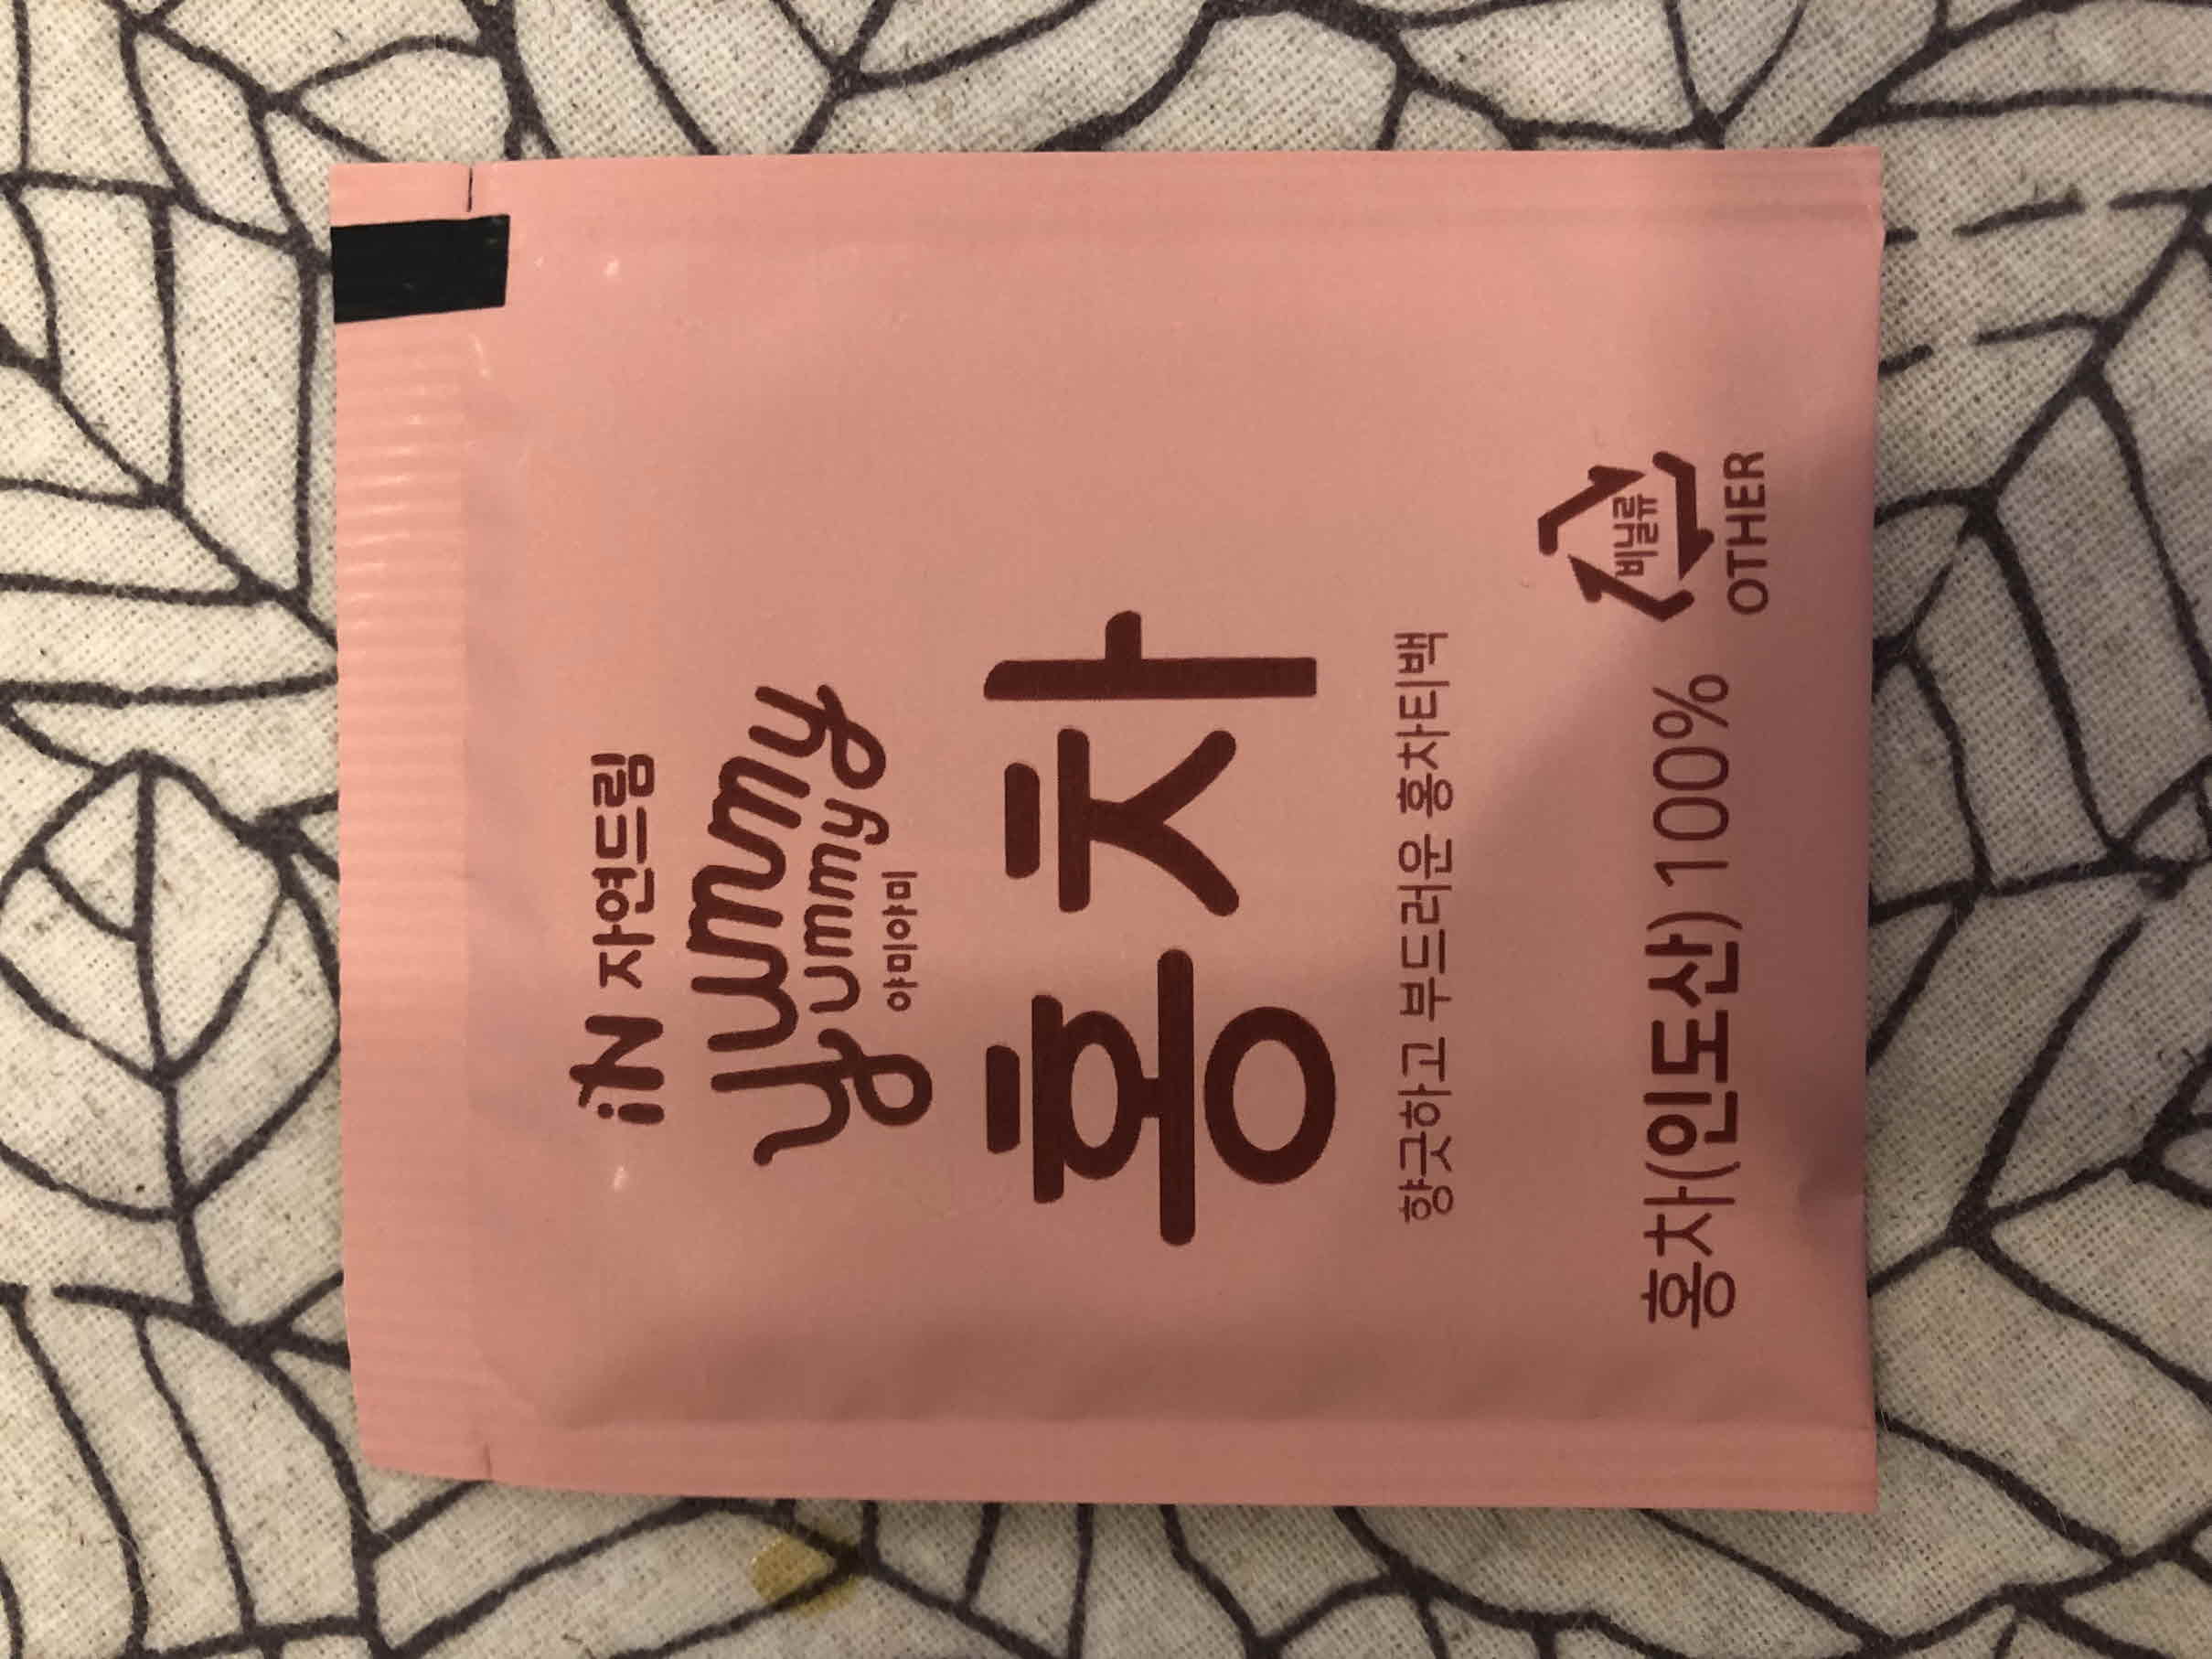 iN 자연드림
yummy
yummy
야미야미
홍차
향긋하고 부드러운 홍차티백
홍차(인도산) 100%
비닐류
OTHER